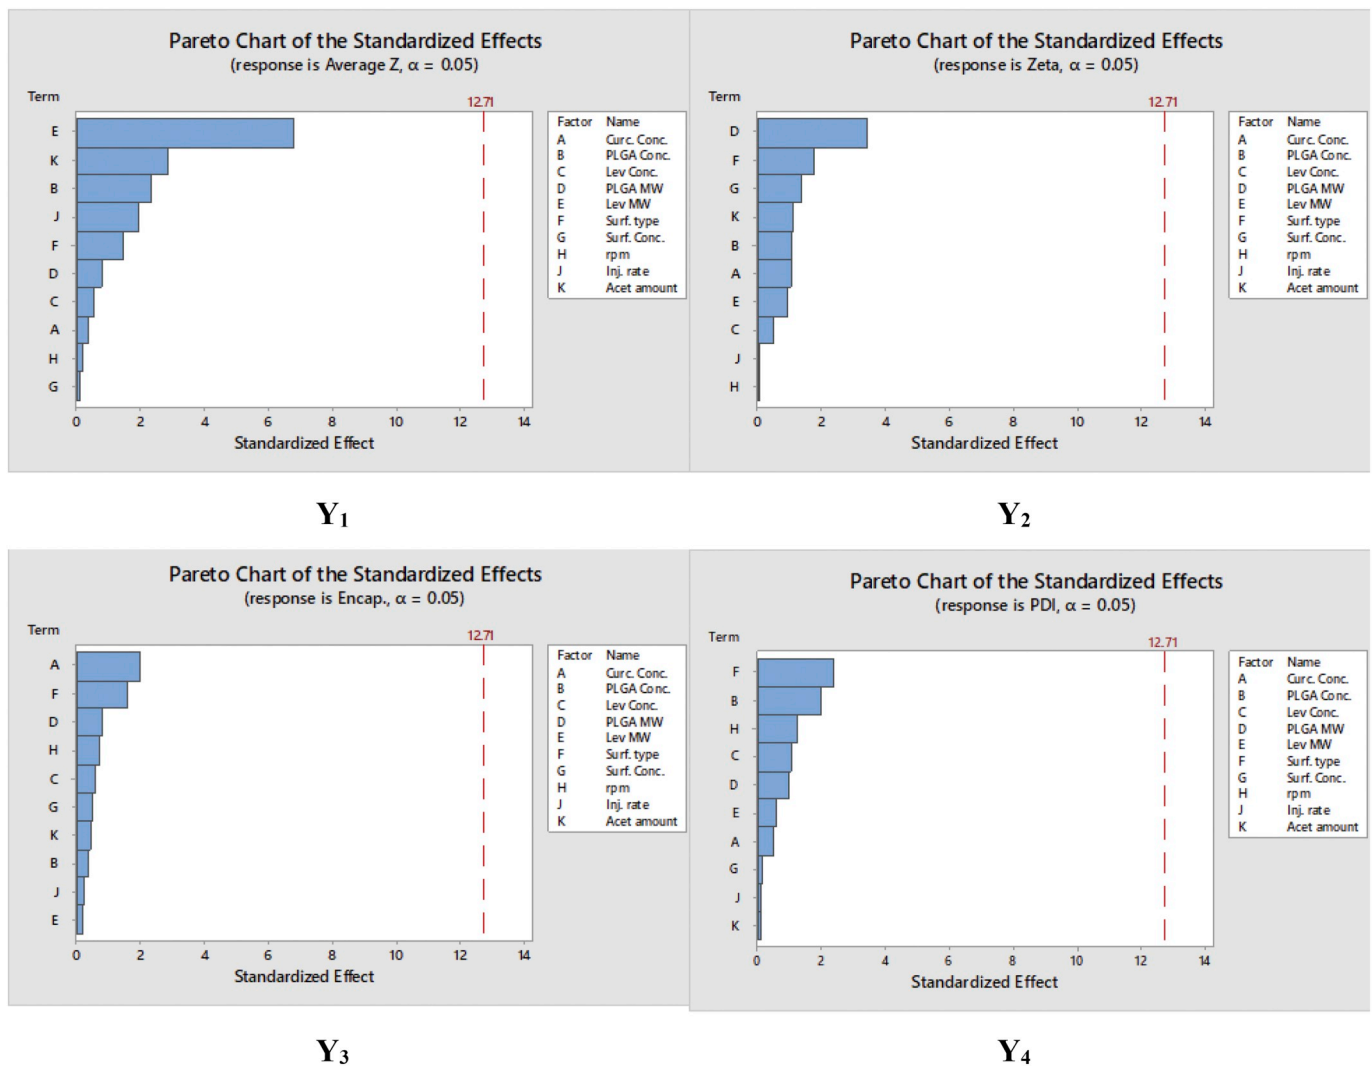 Pareto Chart of the Standardized Effects
(response is Average Z, α = 0.05)
Term
12.71
E
K
B
J
F
D
C
A
H
G
0 2 4 6 8 10 12 14
Standardized Effect
Factor Name
A Curc. Conc.
B PLGA Conc.
C Lev Conc.
D PLGA MW
E Lev MW
F Surf. type
G Surf. Conc.
H rpm
J Inj. rate
K Acet amount
Y₁
Pareto Chart of the Standardized Effects
(response is Zeta, α = 0.05)
Term
12.71
D
F
G
K
B
A
E
C
J
H
0 2 4 6 8 10 12 14
Standardized Effect
Factor Name
A Curc. Conc.
B PLGA Conc.
C Lev Conc.
D PLGA MW
E Lev MW
F Surf. type
G Surf. Conc.
H rpm
J Inj. rate
K Acet amount
Y₂
Pareto Chart of the Standardized Effects
(response is Encap., α = 0.05)
Term
12.71
A
F
D
H
C
G
K
B
J
E
0 2 4 6 8 10 12 14
Standardized Effect
Factor Name
A Curc. Conc.
B PLGA Conc.
C Lev Conc.
D PLGA MW
E Lev MW
F Surf. type
G Surf. Conc.
H rpm
J Inj. rate
K Acet amount
Y₃
Pareto Chart of the Standardized Effects
(response is PDI, α = 0.05)
Term
12.71
F
B
H
C
D
E
A
G
J
K
0 2 4 6 8 10 12 14
Standardized Effect
Factor Name
A Curc. Conc.
B PLGA Conc.
C Lev Conc.
D PLGA MW
E Lev MW
F Surf. type
G Surf. Conc.
H rpm
J Inj. rate
K Acet amount
Y₄